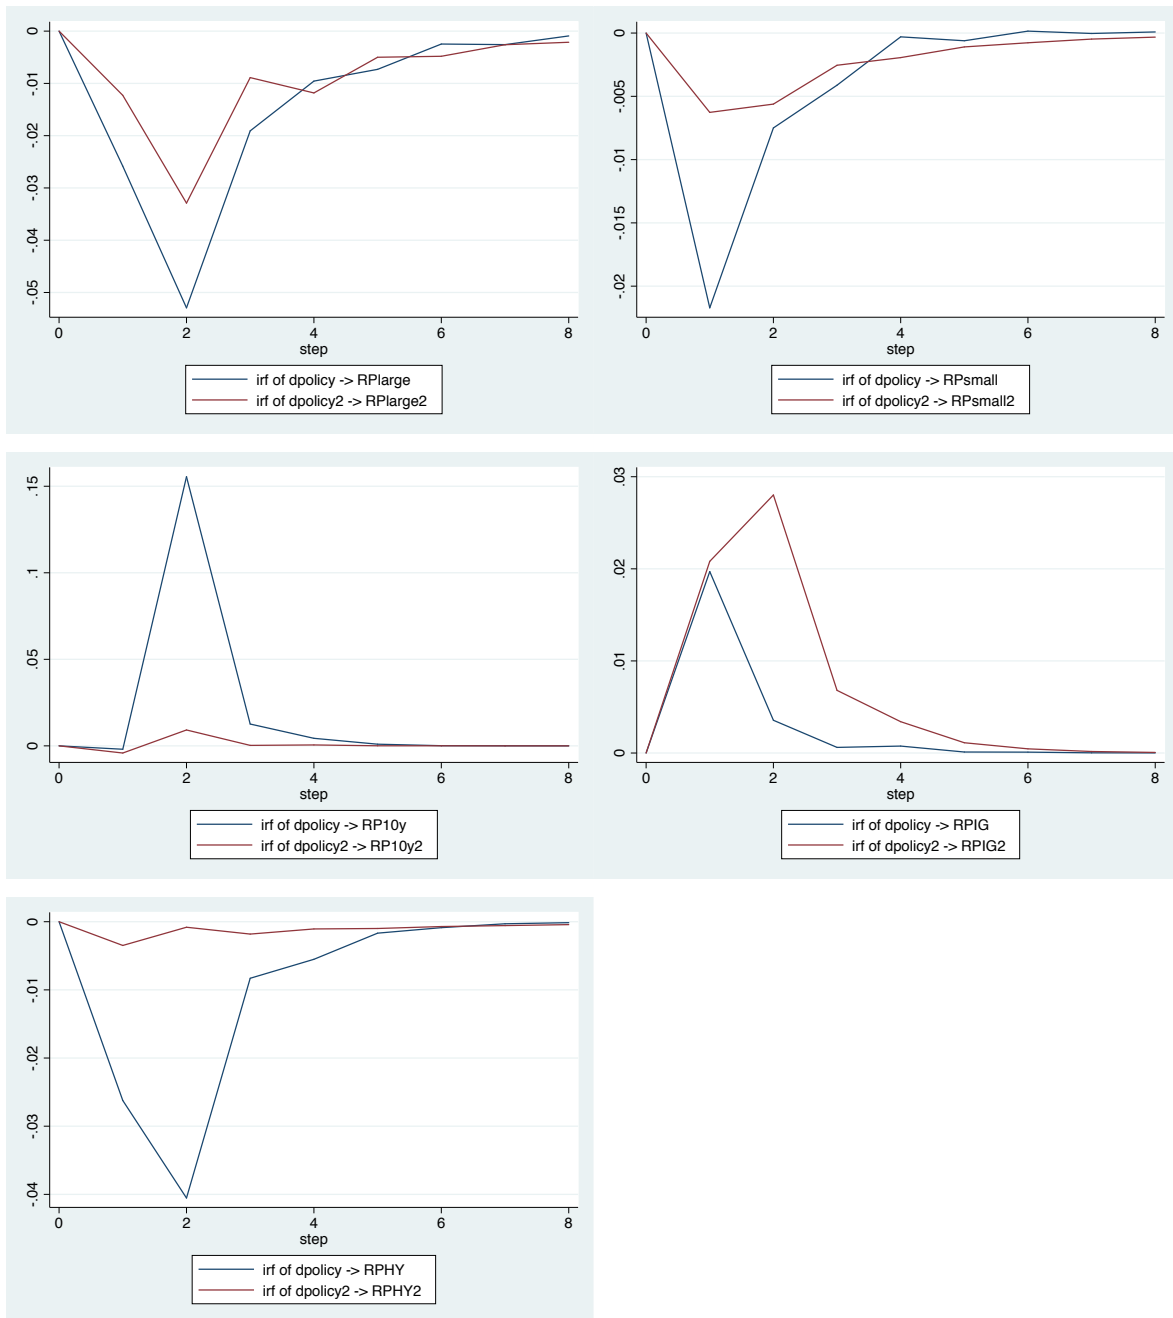 0
-.01
-.02
-.03
-.04
-.05
0 2 4 6 8
step
irf of dpolicy -> RPlarge
irf of dpolicy2 -> RPlarge2
0
-.005
-.01
-.015
-.02
0 2 4 6 8
step
irf of dpolicy -> RPsmall
irf of dpolicy2 -> RPsmall2
.15
.1
.05
0
0 2 4 6 8
step
irf of dpolicy -> RP10y
irf of dpolicy2 -> RP10y2
.03
.02
.01
0
0 2 4 6 8
step
irf of dpolicy -> RPIG
irf of dpolicy2 -> RPIG2
0
-.01
-.02
-.03
-.04
0 2 4 6 8
step
irf of dpolicy -> RPHY
irf of dpolicy2 -> RPHY2